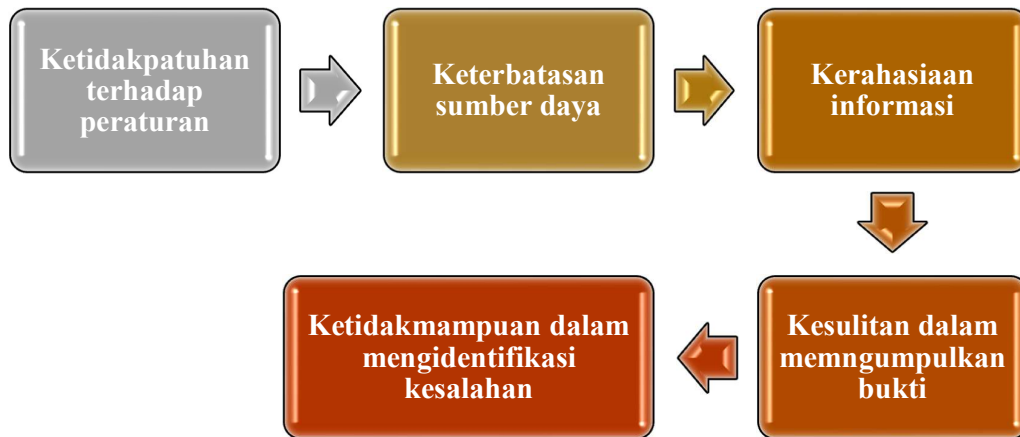 Ketidakpatuhan
terhadap
peraturan
Keterbatasan
sumber daya
Kerahasiaan
informasi
Kesulitan dalam
memngumpulkan
bukti
Ketidakmampuan dalam
mengidentifikasi
kesalahan